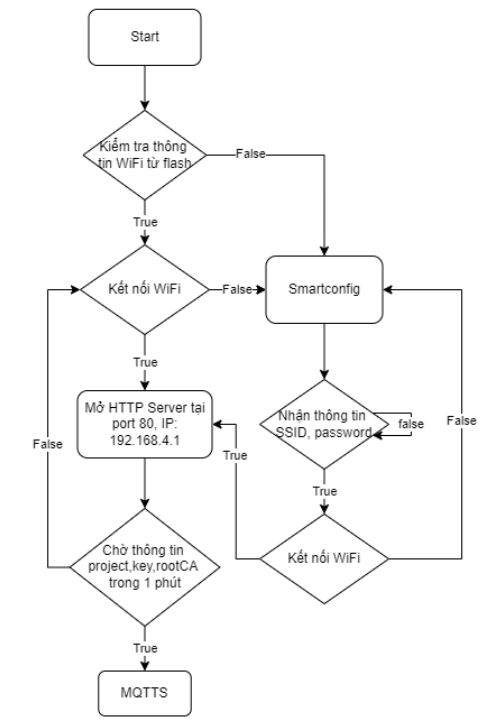 Start
Kiểm tra thông
tin WiFi từ flash
False
True
Kết nối WiFi
False
Smartconfig
True
Mở HTTP Server tại
port 80, IP:
192.168.4.1
Nhận thông tin
SSID, password
false
False
False
True
True
Chờ thông tin
project,key,rootCA
trong 1 phút
Kết nối WiFi
True
MQTTS